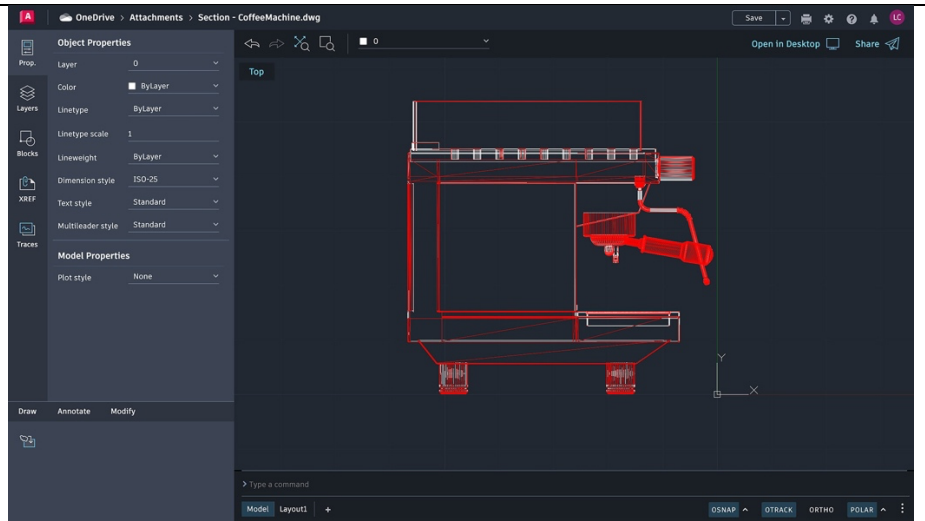 A OneDrive > Attachments > Section - CoffeeMachine.dwg Save LC
Prop.
Layers
Blocks
XREF
Traces
Object Properties
Layer 0
Color ByLayer
Linetype ByLayer
Linetype scale 1
Lineweight ByLayer
Dimension style ISO-25
Text style Standard
Multileader style Standard
Model Properties
Plot style None
Draw Annotate Modify
0
Open in Desktop Share
Top
Y
X
> Type a command
Model Layout1 +
OSNAP OTRACK ORTHO POLAR